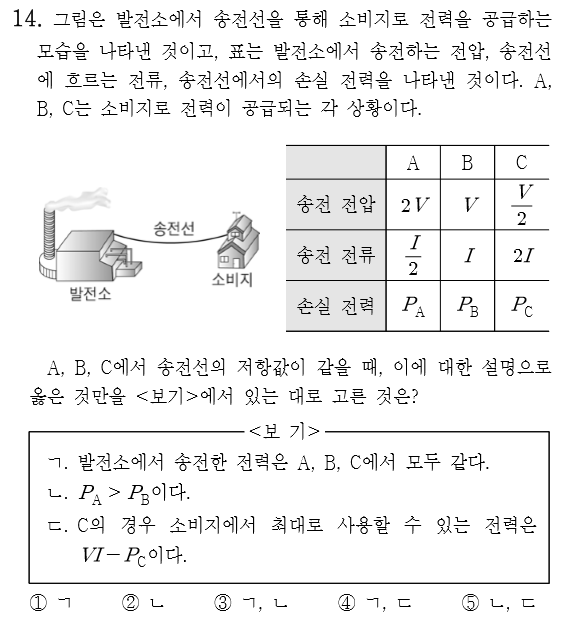 14. 그림은 발전소에서 송전선을 통해 소비지로 전력을 공급하는
모습을 나타낸 것이고, 표는 발전소에서 송전하는 전압, 송전선
에 흐르는 전류, 송전선에서의 손실 전력을 나타낸 것이다. A,
B, C는 소비지로 전력이 공급되는 각 상황이다.
송전선
발전소
소비지
A B C
송전 전압 2V V V/2
송전 전류 I/2 I 2I
손실 전력 P_A P_B P_C
A, B, C에서 송전선의 저항값이 같을 때, 이에 대한 설명으로
옳은 것만을 <보기>에서 있는 대로 고른 것은?
<보 기>
ㄱ. 발전소에서 송전한 전력은 A, B, C에서 모두 같다.
ㄴ. P_A > P_B이다.
ㄷ. C의 경우 소비지에서 최대로 사용할 수 있는 전력은
VI-P_C이다.
① ㄱ ② ㄴ ③ ㄱ, ㄴ ④ ㄱ, ㄷ ⑤ ㄴ, ㄷ